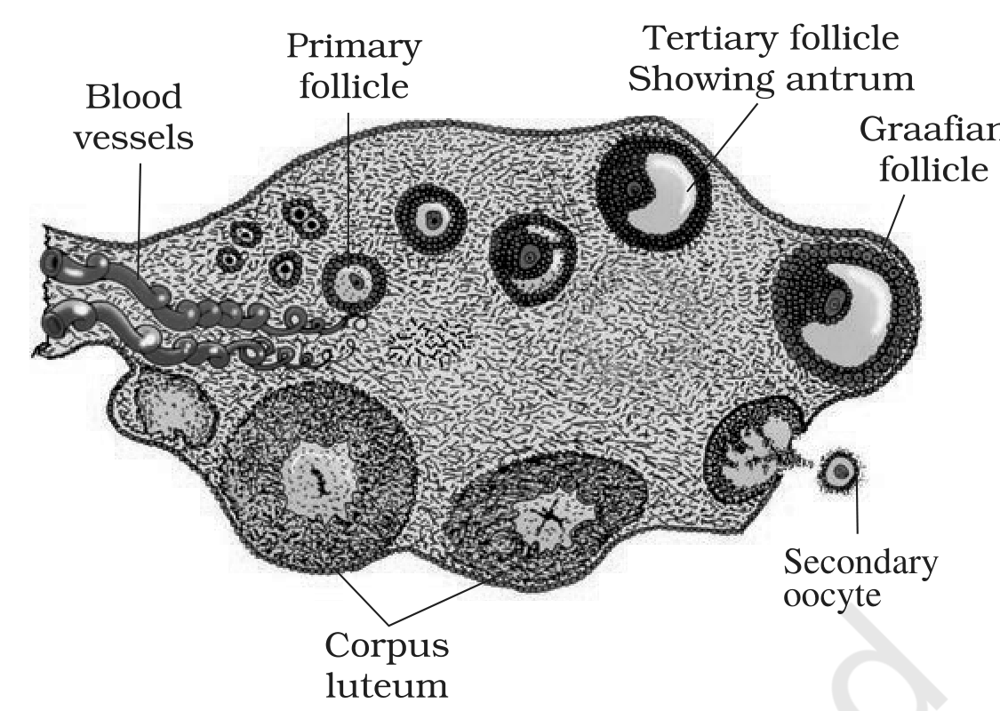 Primary
follicle
Tertiary follicle
Showing antrum
Blood
vessels
Graafian
follicle
Secondary
oocyte
Corpus
luteum